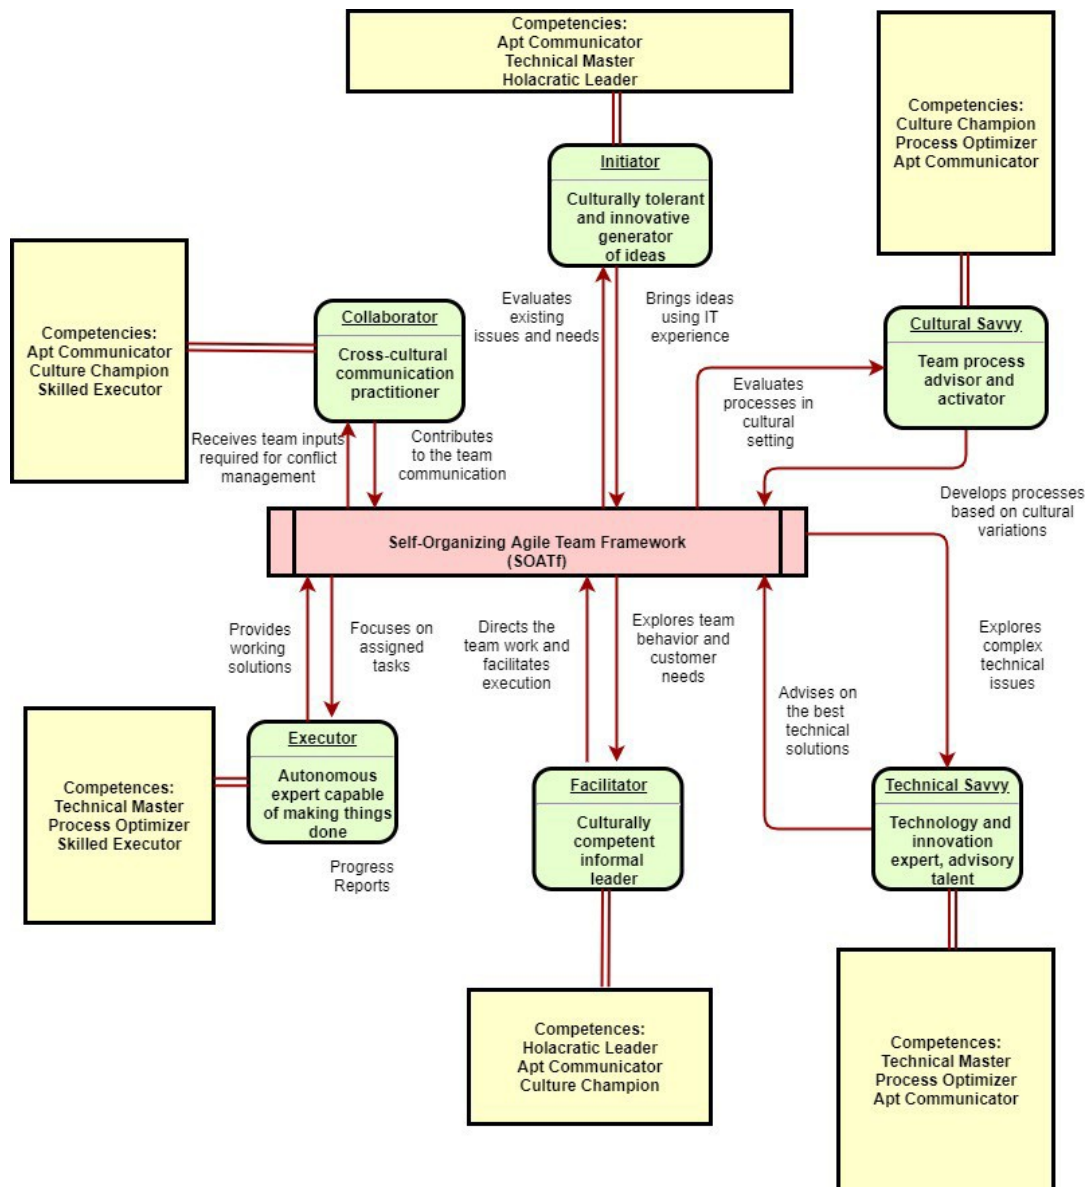 Competencies:
Apt Communicator
Technical Master
Holacratic Leader
Competencies:
Culture Champion
Process Optimizer
Apt Communicator
Initiator
Culturally tolerant
and innovative
generator
of ideas
Competencies:
Apt Communicator
Culture Champion
Skilled Executor
Collaborator
Cross-cultural
communication
practitioner
Evaluates
existing
issues and needs
Brings ideas
using IT
experience
Cultural Savvy
Team process
advisor and
activator
Evaluates
processes in
cultural
setting
Receives team inputs
required for conflict
management
Contributes
to the team
communication
Develops processes
based on cultural
variations
Self-Organizing Agile Team Framework
(SOATf)
Provides
working
solutions
Focuses on
assigned
tasks
Directs the
team work and
facilitates
execution
Explores team
behavior and
customer
needs
Advises on
the best
technical
solutions
Explores
complex
technical
issues
Competences:
Technical Master
Process Optimizer
Skilled Executor
Executor
Autonomous
expert capable
of making things
done
Progress
Reports
Facilitator
Culturally
competent
informal
leader
Technical Savvy
Technology and
innovation
expert, advisory
talent
Competences:
Holacratic Leader
Apt Communicator
Culture Champion
Competences:
Technical Master
Process Optimizer
Apt Communicator